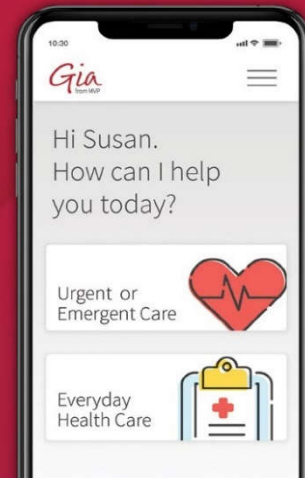 10:30
Gia
from MVP
Hi Susan.
How can I help
you today?
Urgent or
Emergent Care
Everyday
Health Care